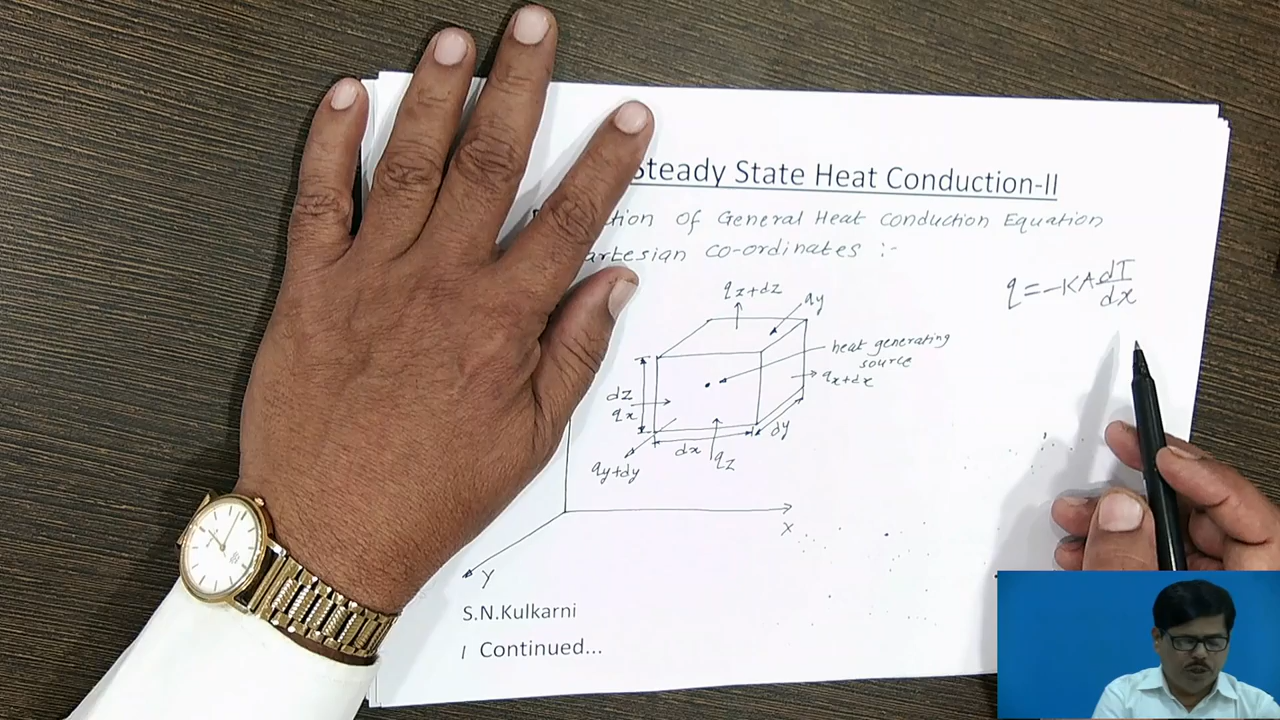 Steady State Heat Conduction-II
of General Heat conduction Equation
co-ordinates :-
q = -KA dT/dx
qz+dz
qy
heat generating
source
qx+dx
dz
qx
dy
dx
qz
qy+dy
X
Y
S.N.Kulkarni
1 Continued...